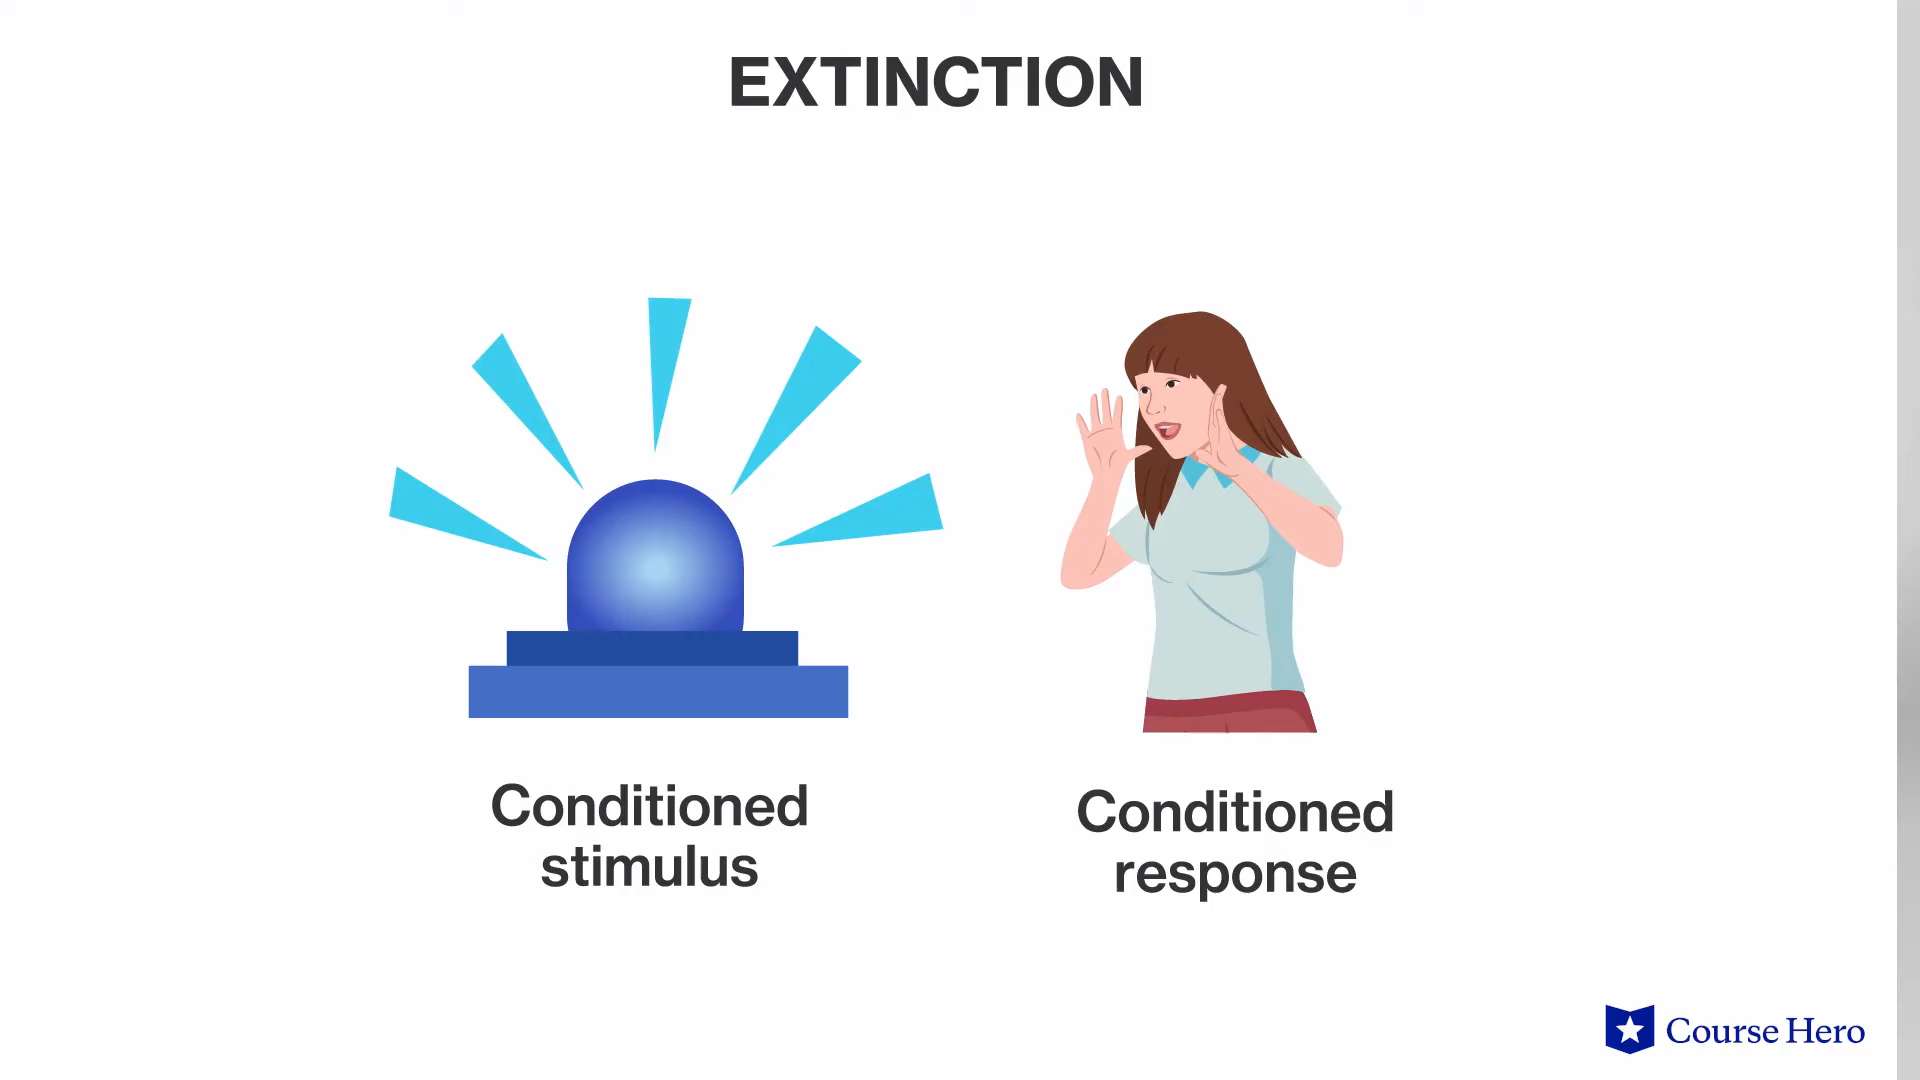 EXTINCTION
Conditioned
stimulus
Conditioned
response
Course Hero